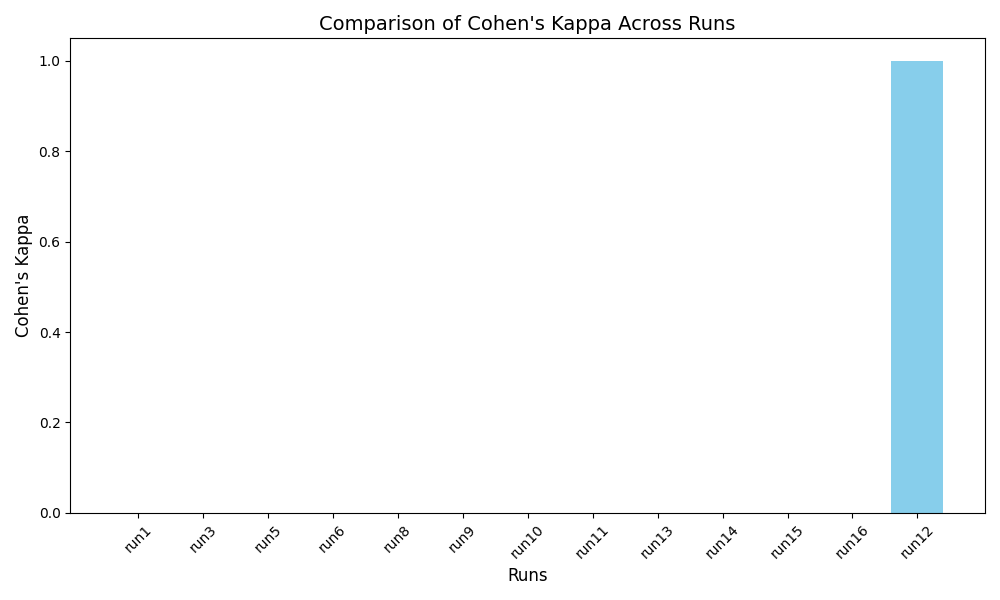 Comparison of Cohen's Kappa Across Runs
1.0
0.8
0.6
0.4
0.2
0.0
Cohen's Kappa
run1
run3
run5
run6
run8
run9
run10
run11
run13
run14
run15
run16
run12
Runs